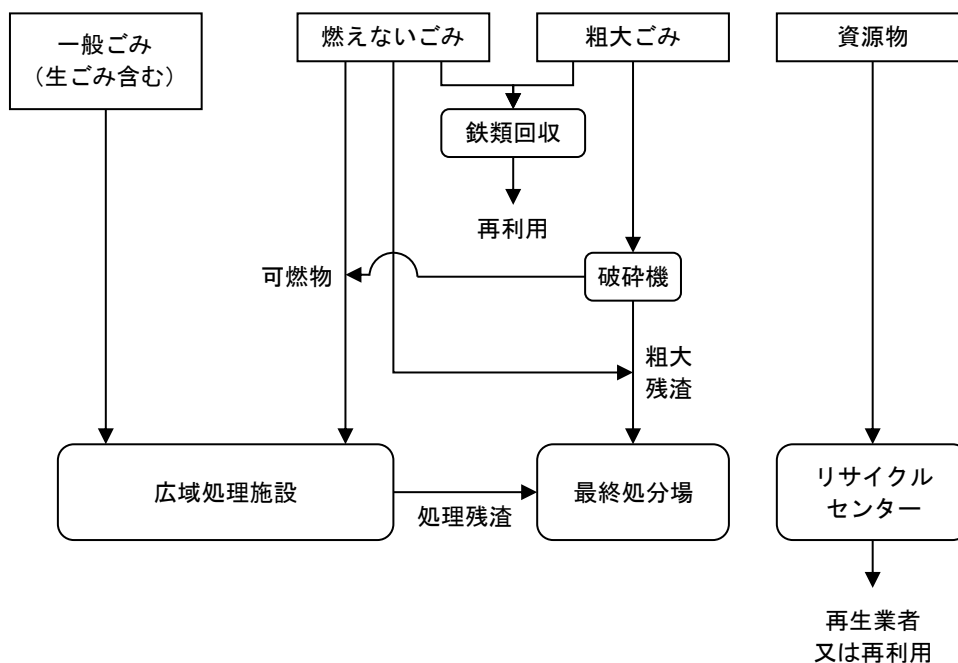 一般ごみ
（生ごみ含む）
燃えないごみ
粗大ごみ
資源物
鉄類回収
再利用
可燃物
破砕機
粗大
残渣
広域処理施設
処理残渣
最終処分場
リサイクル
センター
再生業者
又は再利用